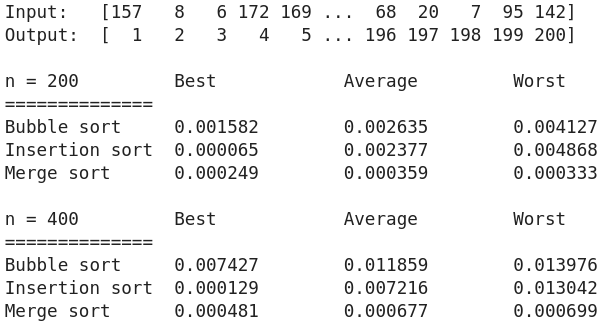 Input:   [157   8   6 172 169 ...  68  20   7  95 142]
Output:  [  1   2   3   4   5 ... 196 197 198 199 200]

n = 200         Best            Average         Worst
==============
Bubble sort     0.001582        0.002635        0.004127
Insertion sort  0.000065        0.002377        0.004868
Merge sort      0.000249        0.000359        0.000333

n = 400         Best            Average         Worst
==============
Bubble sort     0.007427        0.011859        0.013976
Insertion sort  0.000129        0.007216        0.013042
Merge sort      0.000481        0.000677        0.000699